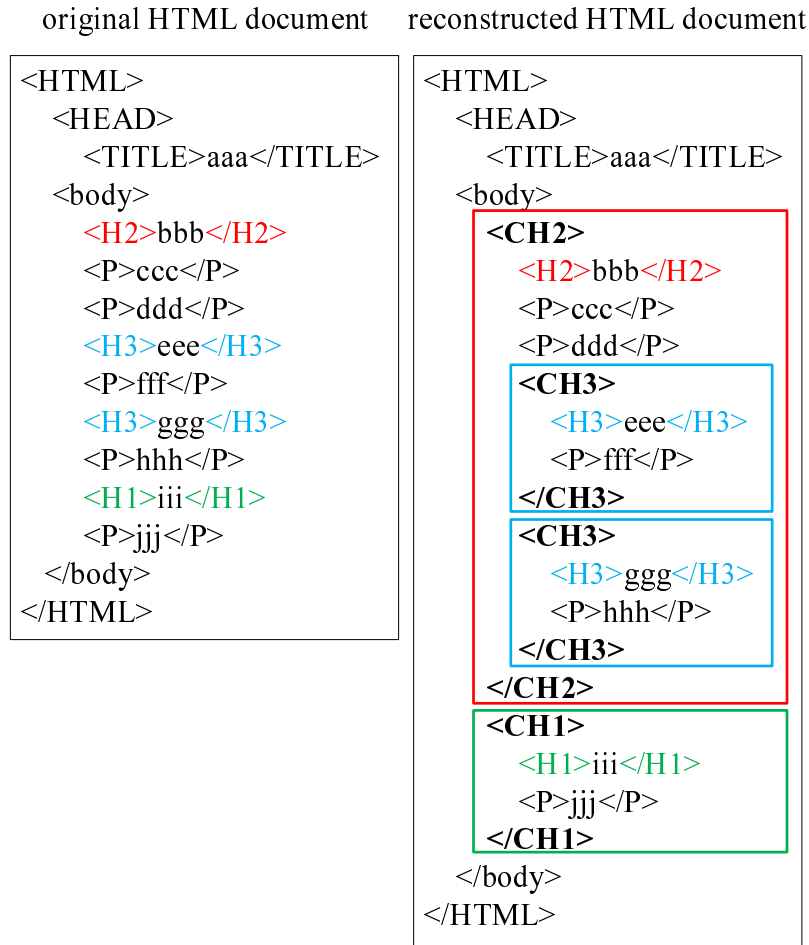 original HTML document
<HTML>
<HEAD>
<TITLE>aaa</TITLE>
<body>
<H2>bbb</H2>
<P>ccc</P>
<P>ddd</P>
<H3>eee</H3>
<P>fff</P>
<H3>ggg</H3>
<P>hhh</P>
<H1>iii</H1>
<P>jjj</P>
</body>
</HTML>
reconstructed HTML document
<HTML>
<HEAD>
<TITLE>aaa</TITLE>
<body>
<CH2>
<H2>bbb</H2>
<P>ccc</P>
<P>ddd</P>
<CH3>
<H3>eee</H3>
<P>fff</P>
</CH3>
<CH3>
<H3>ggg</H3>
<P>hhh</P>
</CH3>
</CH2>
<CH1>
<H1>iii</H1>
<P>jjj</P>
</CH1>
</body>
</HTML>